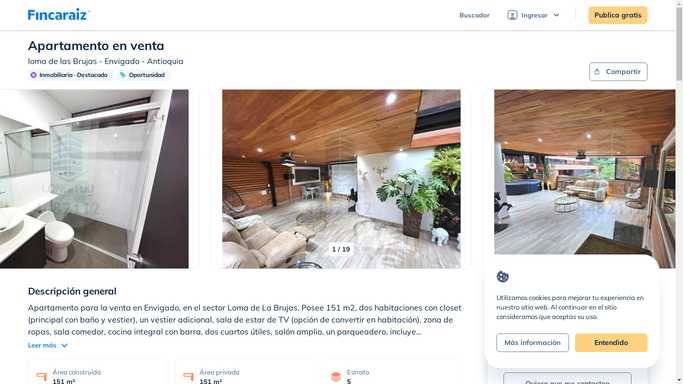 Fincaraiz
Buscador
Ingresar
Publica gratis
Apartamento en venta
loma de las Brujas - Envigado - Antioquia
Inmobiliaria · Destacado
Oportunidad
Compartir
1 / 19
Descripción general
Apartamento para la venta en Envigado, en el sector Loma de La Brujas. Posee 151 m2, dos habitaciones con closet
(principal con baño y vestier), un vestier adicional, sala de estar de TV (opción de convertir en habitación), zona de
ropas, sala comedor, cocina integral con barra, dos cuartos útiles, salón amplio, un parqueadero, incluye...
Leer más
Área construída
151 m²
Área privada
151 m²
Estrato
5
Utilizamos cookies para mejorar tu experiencia en
nuestro sitio web. Al continuar en el sitio
consideramos que aceptas su uso.
Más información
Entendido
Quiero que me contacten